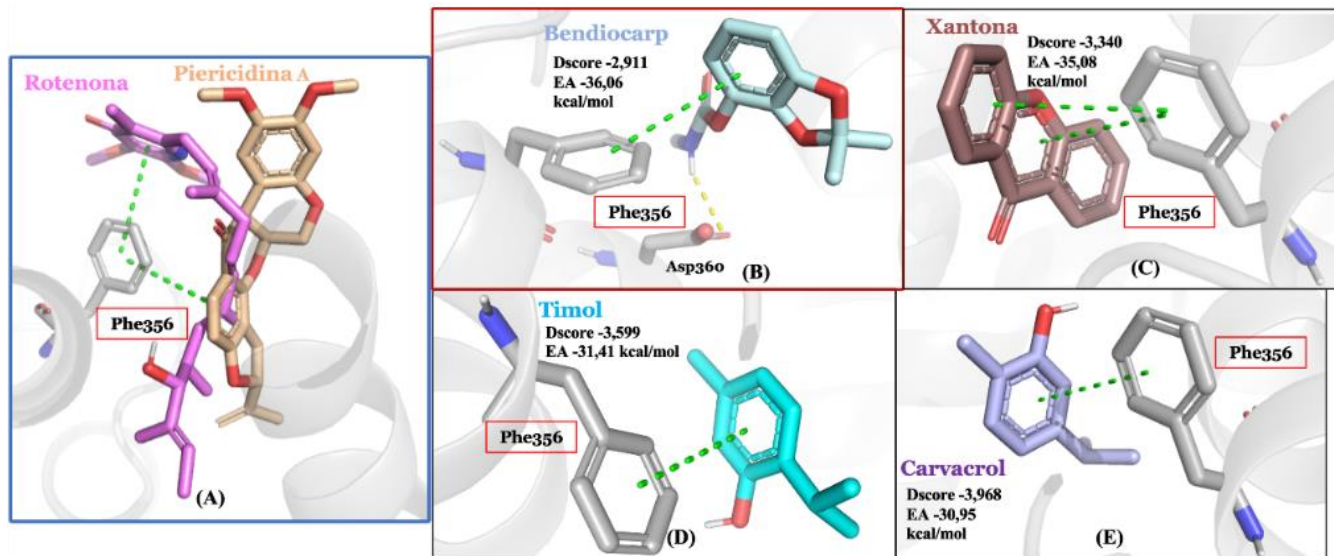 Rotenona
Piericidina A
Phe356
(A)
Bendiocarp
Dscore -2,911
EA -36,06
kcal/mol
Phe356
Asp360
(B)
Xantona
Dscore -3,340
EA -35,08
kcal/mol
Phe356
(C)
Timol
Dscore -3,599
EA -31,41 kcal/mol
Phe356
(D)
Phe356
Carvacrol
Dscore -3,968
EA -30,95
kcal/mol
(E)